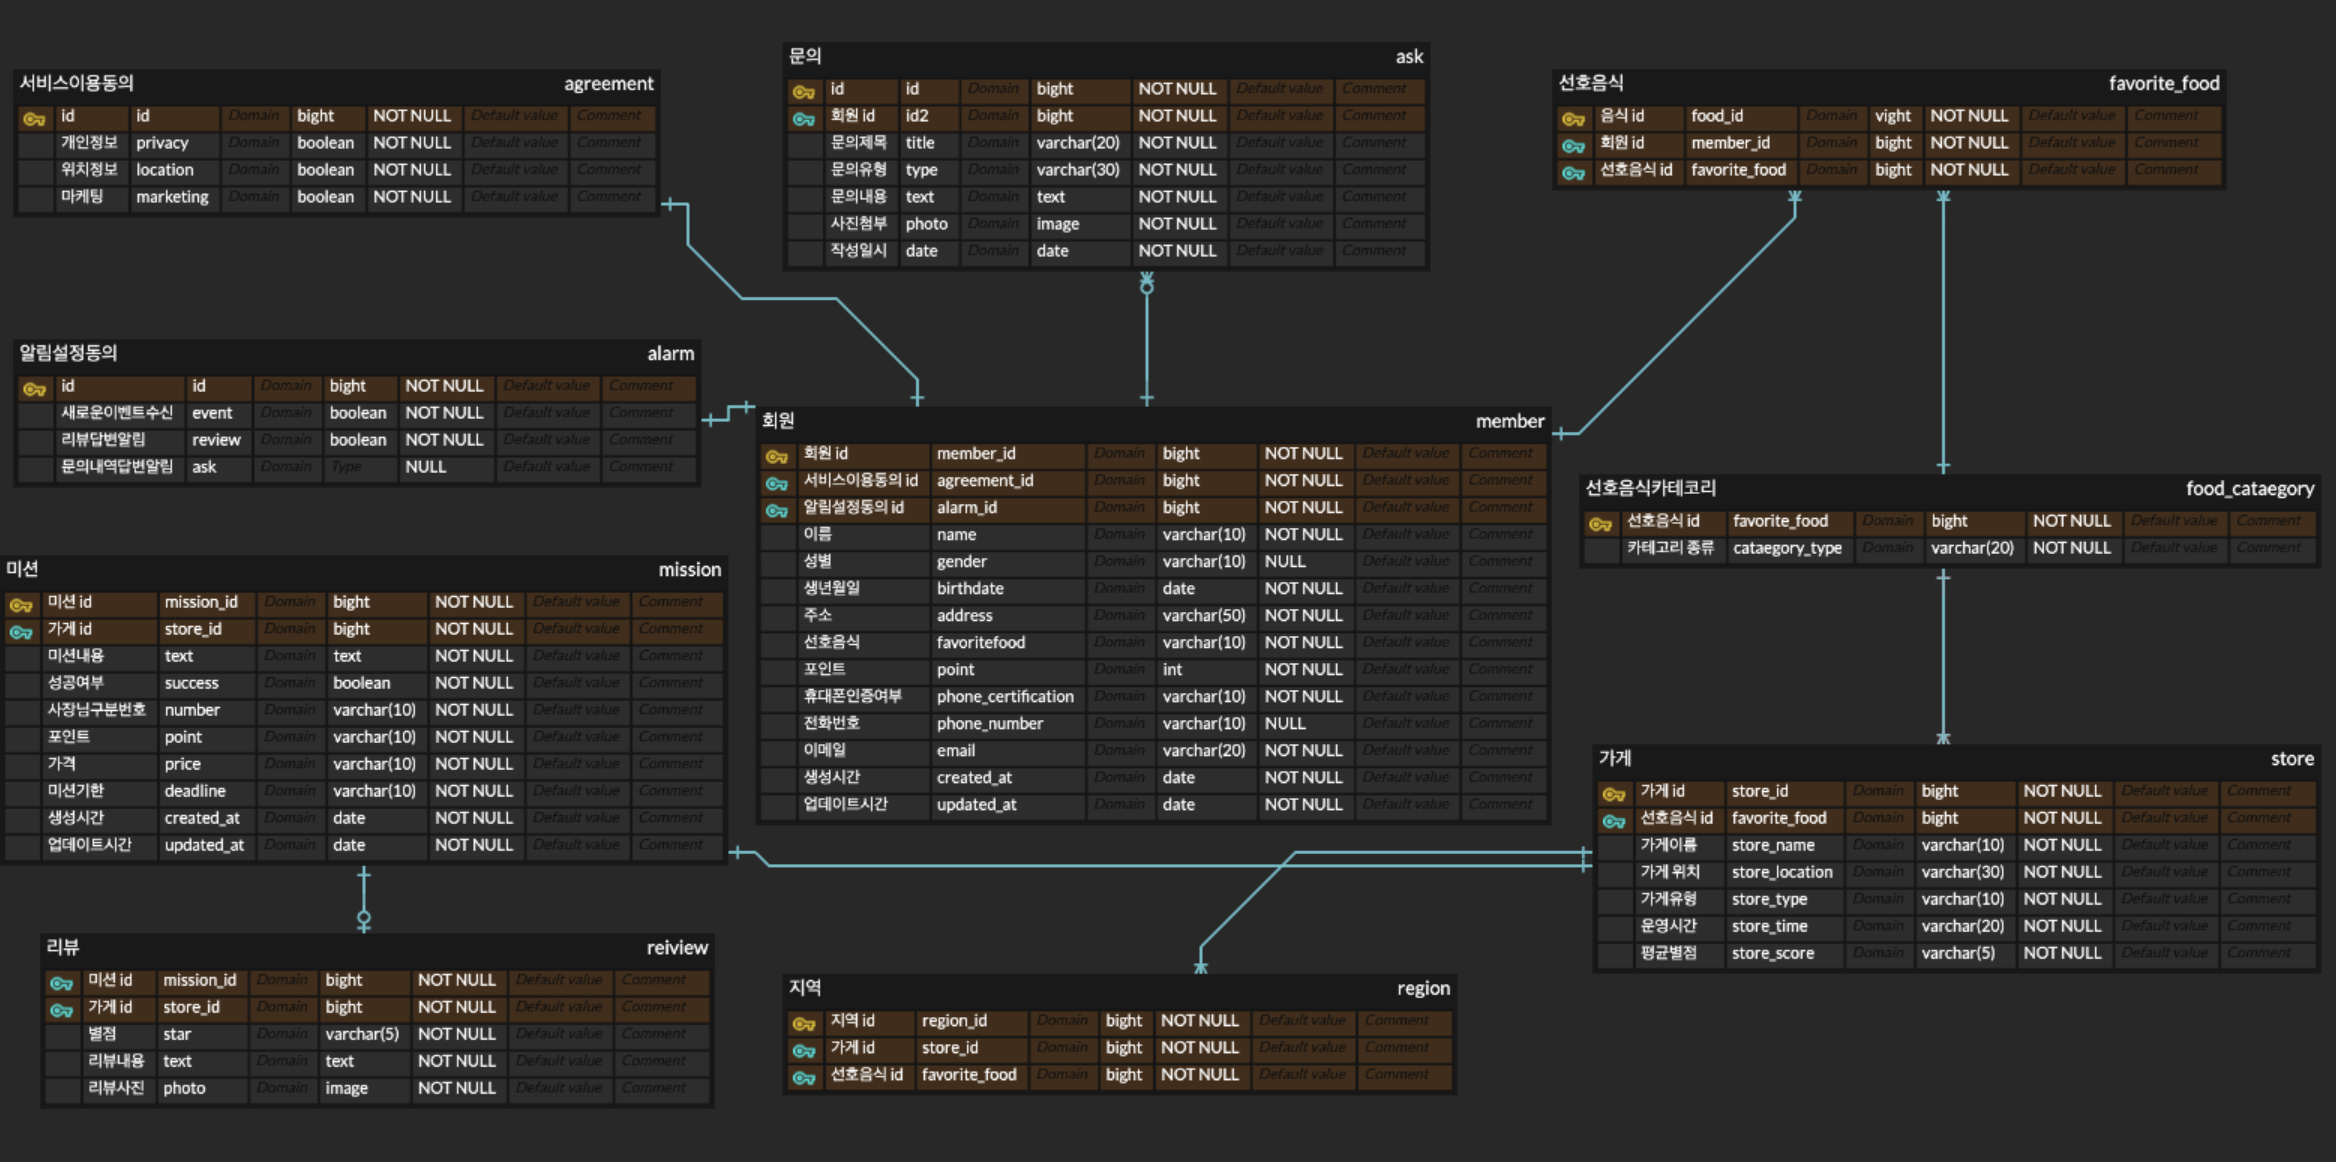 서비스이용동의 agreement
id id Domain bight NOT NULL Default value Comment
개인정보 privacy Domain boolean NOT NULL Default value Comment
위치정보 location Domain boolean NOT NULL Default value Comment
마케팅 marketing Domain boolean NOT NULL Default value Comment
문의 ask
id id Domain bight NOT NULL Default value Comment
회원 id id2 Domain bight NOT NULL Default value Comment
문의제목 title Domain varchar(20) NOT NULL Default value Comment
문의유형 type Domain varchar(30) NOT NULL Default value Comment
문의내용 text Domain text NOT NULL Default value Comment
사진첨부 photo Domain image NOT NULL Default value Comment
작성일시 date Domain date NOT NULL Default value Comment
선호음식 favorite_food
음식 id food_id Domain vight NOT NULL Default value Comment
회원 id member_id Domain bight NOT NULL Default value Comment
선호음식 id favorite_food Domain bight NOT NULL Default value Comment
알림설정동의 alarm
id id Domain bight NOT NULL Default value Comment
새로운이벤트수신 event Domain boolean NOT NULL Default value Comment
리뷰답변알림 review Domain boolean NOT NULL Default value Comment
문의내역답변알림 ask Domain Type NULL Default value Comment
회원 member
회원 id member_id Domain bight NOT NULL Default value Comment
서비스이용동의 id agreement_id Domain bight NOT NULL Default value Comment
알림설정동의 id alarm_id Domain bight NOT NULL Default value Comment
이름 name Domain varchar(10) NOT NULL Default value Comment
성별 gender Domain varchar(10) NULL Default value Comment
생년월일 birthdate Domain date NOT NULL Default value Comment
주소 address Domain varchar(50) NOT NULL Default value Comment
선호음식 favoritefood Domain varchar(10) NOT NULL Default value Comment
포인트 point Domain int NOT NULL Default value Comment
휴대폰인증여부 phone_certification Domain varchar(10) NOT NULL Default value Comment
전화번호 phone_number Domain varchar(10) NULL Default value Comment
이메일 email Domain varchar(20) NOT NULL Default value Comment
생성시간 created_at Domain date NOT NULL Default value Comment
업데이트시간 updated_at Domain date NOT NULL Default value Comment
선호음식카테코리 food_cataegory
선호음식 id favorite_food Domain bight NOT NULL Default value Comment
카테고리 종류 cataegory_type Domain varchar(20) NOT NULL Default value Comment
미션 mission
미션 id mission_id Domain bight NOT NULL Default value Comment
가게 id store_id Domain bight NOT NULL Default value Comment
미션내용 text Domain text NOT NULL Default value Comment
성공여부 success Domain boolean NOT NULL Default value Comment
사장님구분번호 number Domain varchar(10) NOT NULL Default value Comment
포인트 point Domain varchar(10) NOT NULL Default value Comment
가격 price Domain varchar(10) NOT NULL Default value Comment
미션기한 deadline Domain varchar(10) NOT NULL Default value Comment
생성시간 created_at Domain date NOT NULL Default value Comment
업데이트시간 updated_at Domain date NOT NULL Default value Comment
가게 store
가게 id store_id Domain bight NOT NULL Default value Comment
선호음식 id favorite_food Domain bight NOT NULL Default value Comment
가게이름 store_name Domain varchar(10) NOT NULL Default value Comment
가게 위치 store_location Domain varchar(30) NOT NULL Default value Comment
가게유형 store_type Domain varchar(10) NOT NULL Default value Comment
운영시간 store_time Domain varchar(20) NOT NULL Default value Comment
평균별점 store_score Domain varchar(5) NOT NULL Default value Comment
리뷰 reiview
미션 id mission_id Domain bight NOT NULL Default value Comment
가게 id store_id Domain bight NOT NULL Default value Comment
별점 star Domain varchar(5) NOT NULL Default value Comment
리뷰내용 text Domain text NOT NULL Default value Comment
리뷰사진 photo Domain image NOT NULL Default value Comment
지역 region
지역 id region_id Domain bight NOT NULL Default value Comment
가게 id store_id Domain bight NOT NULL Default value Comment
선호음식 id favorite_food Domain bight NOT NULL Default value Comment